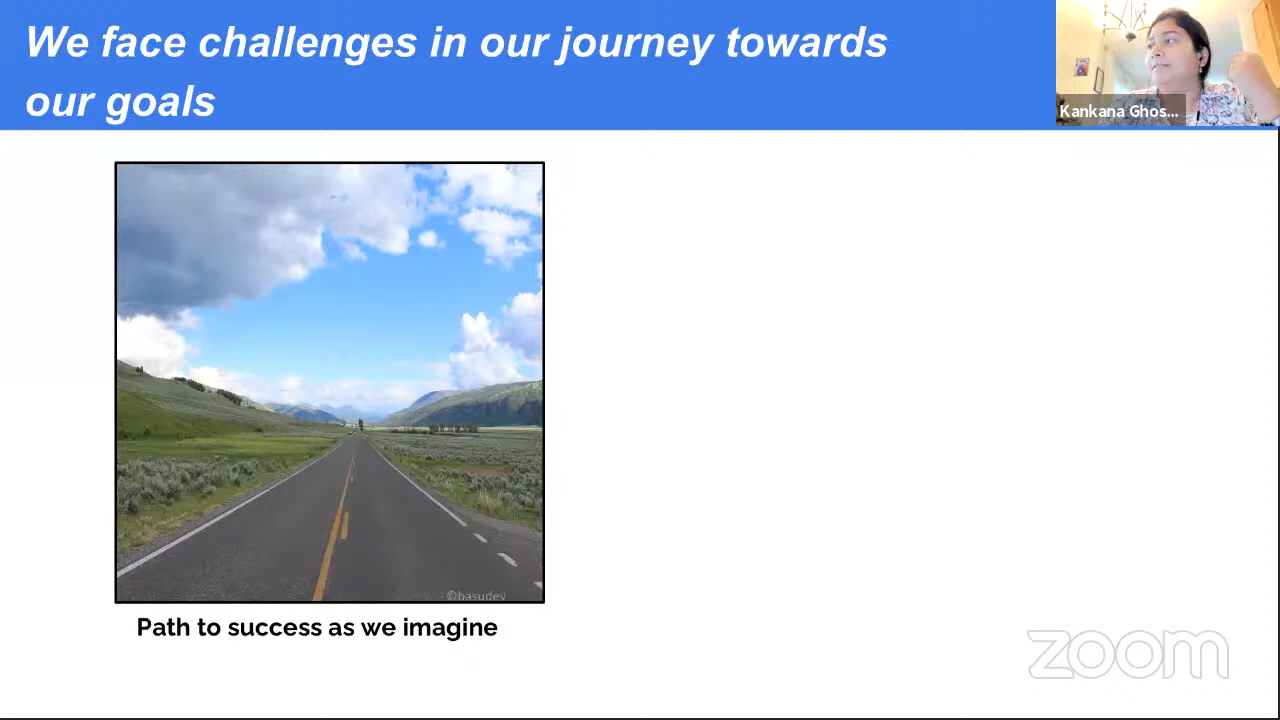 We face challenges in our journey towards
our goals
Kankana Ghos...
©basudev
Path to success as we imagine
zoom